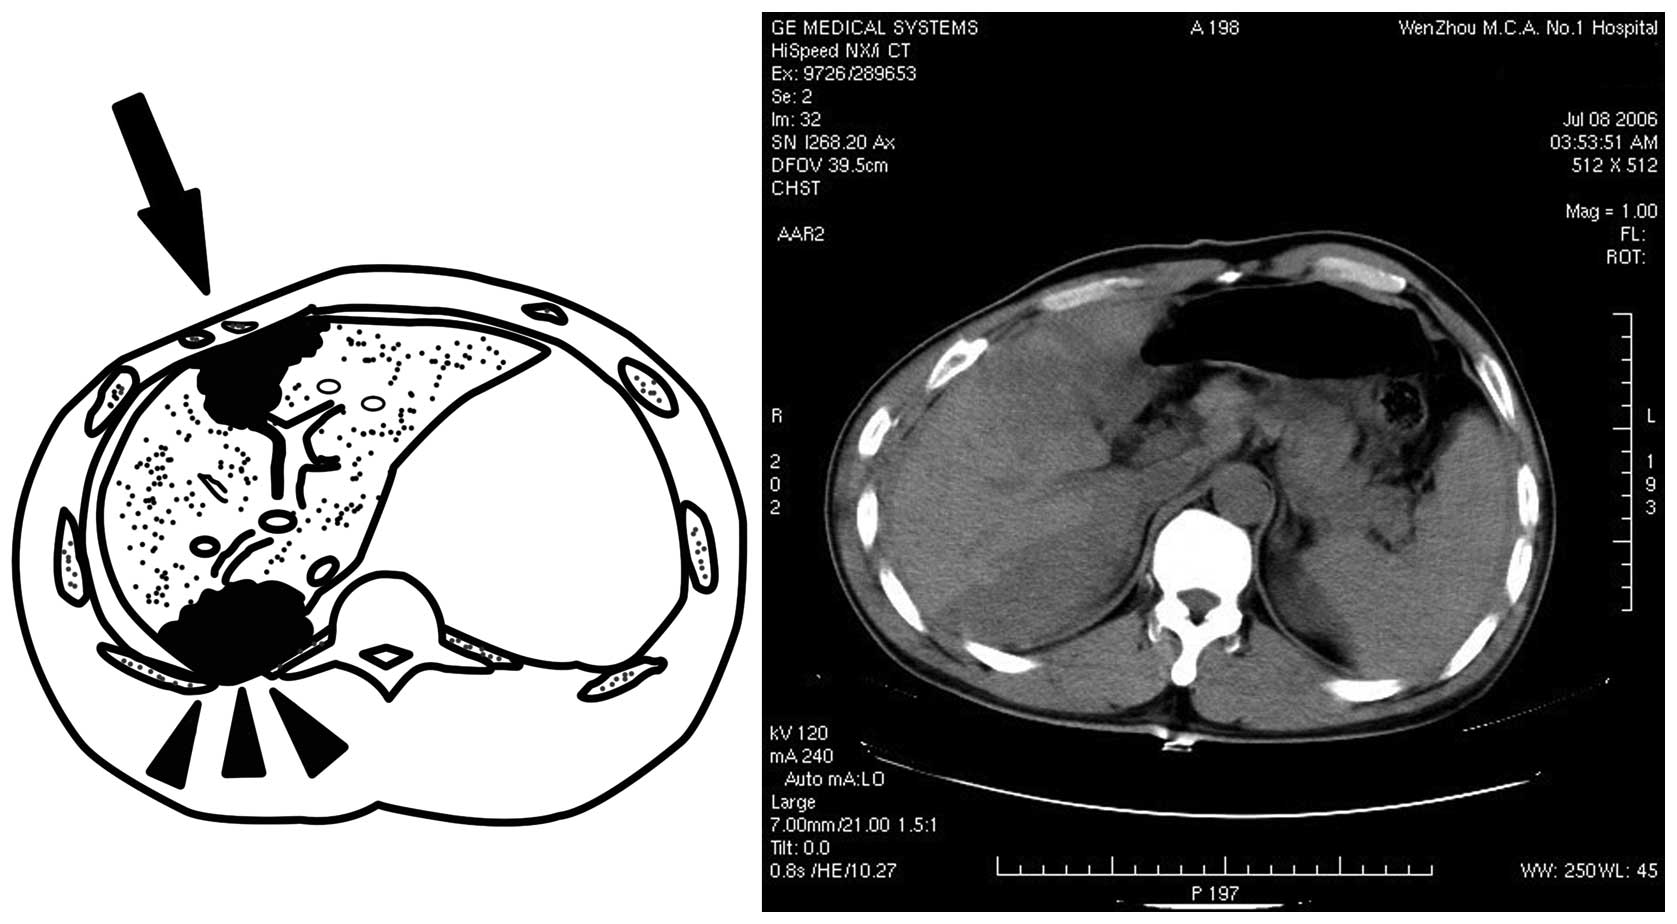 GE MEDICAL SYSTEMS
HiSpeed NX/i CT
Ex: 9726/289653
Se: 2
Im: 32
SN I268.20 Ax
DFOV 39.5cm
CHST
AAR2
A 198
WenZhou M.C.A. No.1 Hospital
Jul 08 2006
03:53:51 AM
512 X 512
Mag = 1.00
FL:
ROT:
R
2
0
2
L
1
9
3
kV 120
mA 240
Auto mA:LO
Large
7.00mm/21.00 1.5:1
Tilt: 0.0
0.8s /HE/10.27
P 197
WW: 250WL: 45